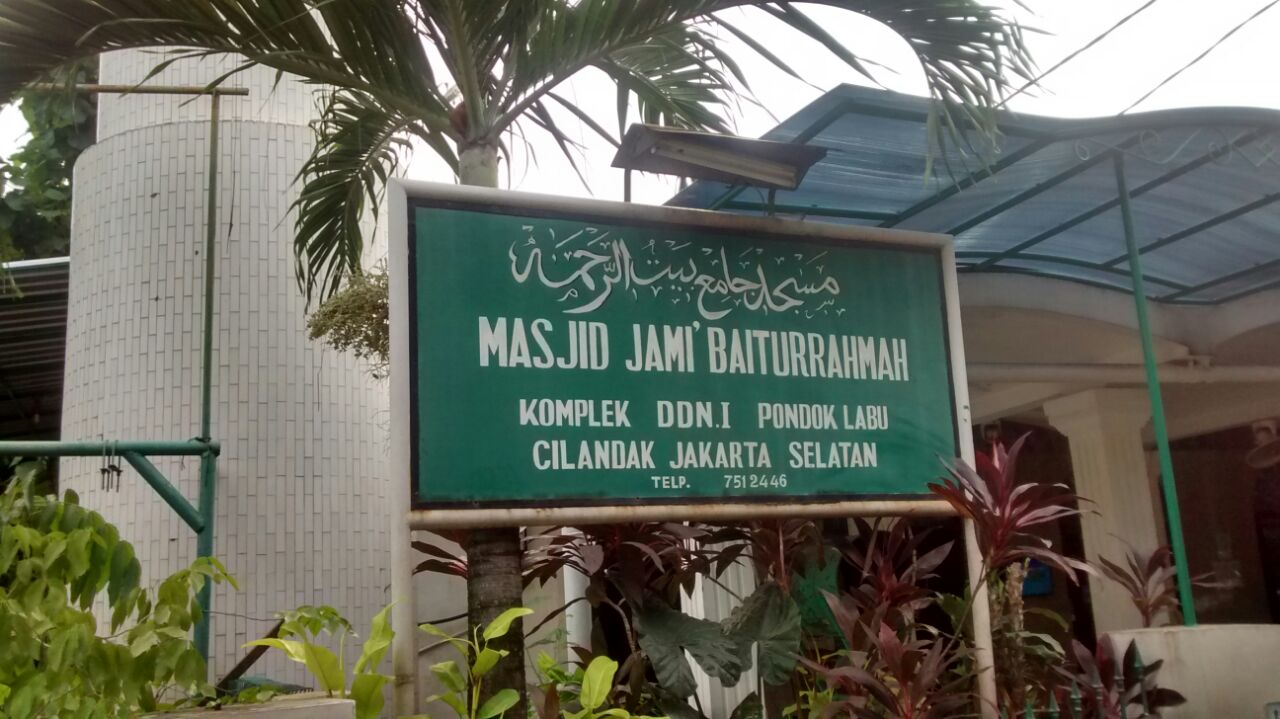 مسجد جامع بيت الرحمة
MASJID JAMI' BAITURRAHMAH
KOMPLEK DDN.I PONDOK LABU
CILANDAK JAKARTA SELATAN
TELP. 7512446